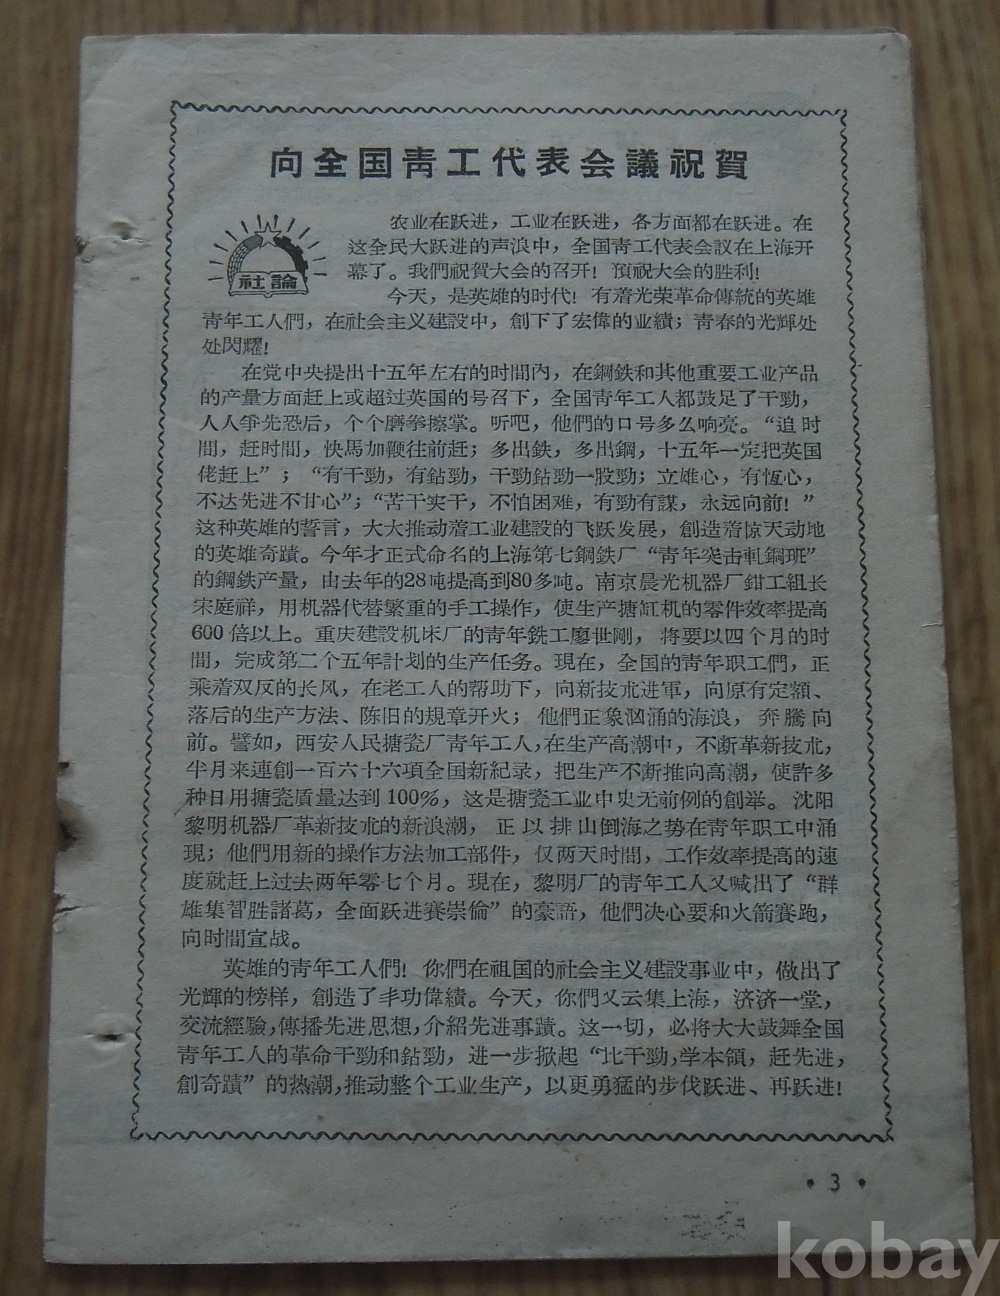 向全国靑工代表会議祝賀
社論
农业在跃进，工业在跃进，各方面都在跃进。在
这全民大跃进的声浪中，全国靑工代表会议在上海开
幕了。我們祝賀大会的召开！預祝大会的胜利！
今天，是英雄的时代！有着光荣革命傳統的英雄
靑年工人們，在社会主义建設中，創下了宏偉的业績；靑春的光輝处
处閃耀！
在党中央提出十五年左右的时間內，在鋼鉄和其他重要工业产品
的产量方面赶上或超过英国的号召下，全国靑年工人都鼓足了干勁，
人人爭先恐后，个个磨拳擦掌。听吧，他們的口号多么响亮。“追时
間，赶时間，快馬加鞭往前赶；多出鉄，多出鋼，十五年一定把英国
佬赶上”；“有干勁，有鉆勁，干勁鉆勁一股勁；立雄心，有恆心，
不达先进不甘心”；“苦干实干，不怕困难，有勁有謀，永远向前！”
这种英雄的誓言，大大推动着工业建設的飞跃发展，創造着惊天动地
的英雄奇蹟。今年才正式命名的上海第七鋼鉄厂“靑年突击軋鋼班”
的鋼鉄产量，由去年的28吨提高到80多吨。南京晨光机器厂鉗工組长
宋庭祥，用机器代替繁重的手工操作，使生产搪缸机的零件效率提高
600倍以上。重庆建設机床厂的靑年銑工廖世剛，将要以四个月的时
間，完成第二个五年計划的生产任务。現在，全国的靑年职工們，正
乘着双反的长风，在老工人的帮助下，向新技朮进軍，向原有定額、
落后的生产方法、陈旧的規章开火；他們正象汹涌的海浪，奔騰向
前。譬如，西安人民搪瓷厂靑年工人，在生产高潮中，不断革新技朮，
半月来連創一百六十六項全国新紀录，把生产不断推向高潮，使許多
种日用搪瓷质量达到100%，这是搪瓷工业中史无前例的創举。沈阳
黎明机器厂革新技朮的新浪潮，正以排山倒海之势在靑年职工中涌
現；他們用新的操作方法加工部件，仅两天时間，工作效率提高的速
度就赶上过去两年零七个月。現在，黎明厂的靑年工人又喊出了“群
雄集智胜諸葛，全面跃进賽崇倫”的豪語，他們决心要和火箭賽跑，
向时間宣战。
英雄的靑年工人們！你們在祖国的社会主义建設事业中，做出了
光輝的榜样，創造了丰功偉績。今天，你們又云集上海，济济一堂，
交流經驗，傳播先进思想，介紹先进事蹟。这一切，必将大大鼓舞全国
靑年工人的革命干勁和鉆勁，进一步掀起“比干勁，学本領，赶先进，
創奇蹟”的热潮，推动整个工业生产，以更勇猛的步伐跃进、再跃进！
·3·
kobay